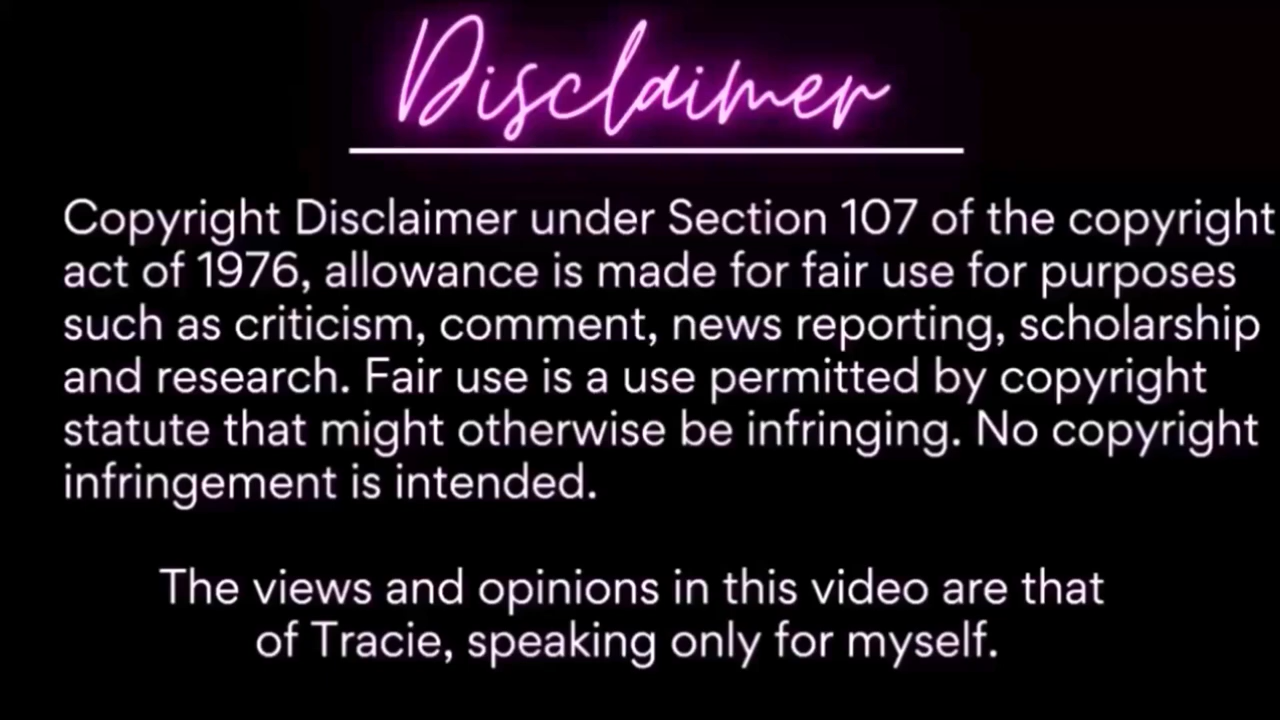 Disclaimer
Copyright Disclaimer under Section 107 of the copyright
act of 1976, allowance is made for fair use for purposes
such as criticism, comment, news reporting, scholarship
and research. Fair use is a use permitted by copyright
statute that might otherwise be infringing. No copyright
infringement is intended.
The views and opinions in this video are that
of Tracie, speaking only for myself.